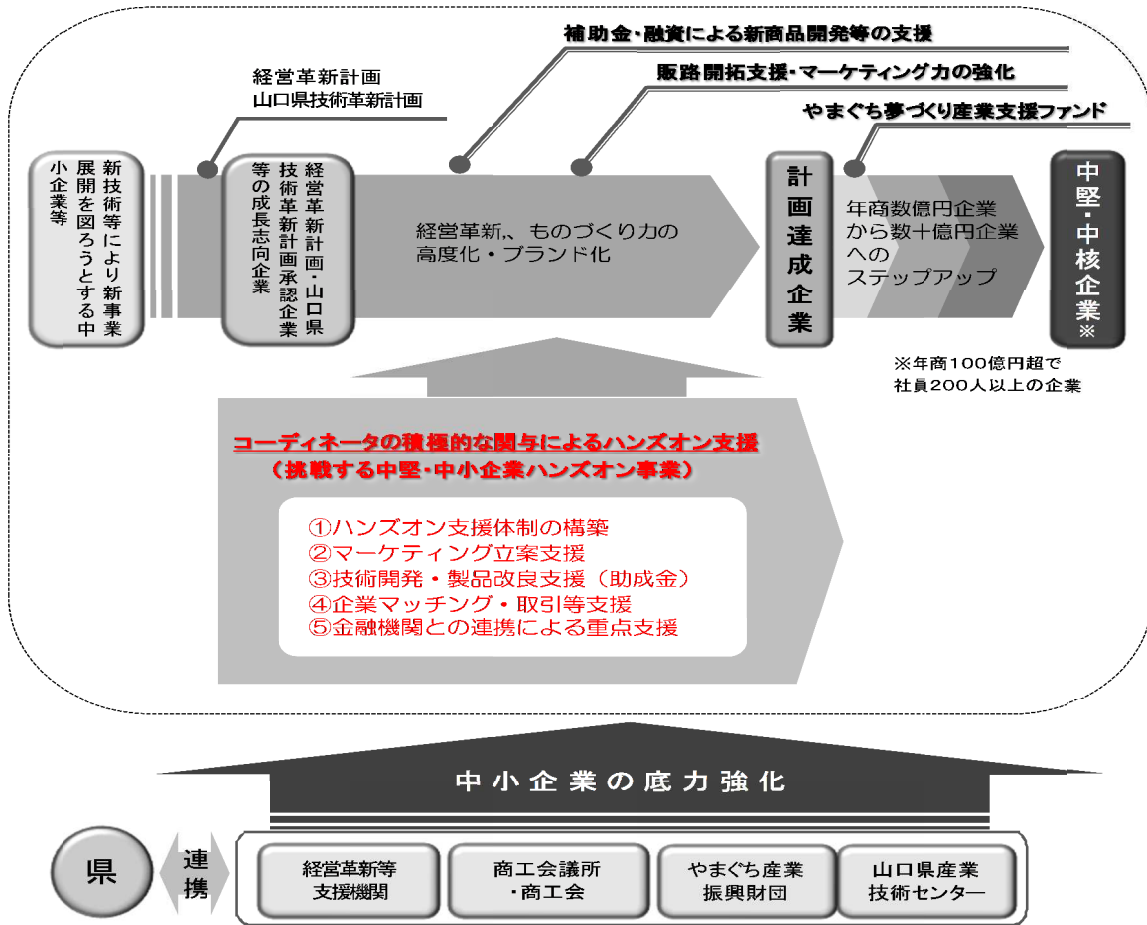 補助金・融資による新商品開発等の支援
経営革新計画
山口県技術革新計画
販路開拓支援・マーケティング力の強化
やまぐち夢づくり産業支援ファンド
新技術等により新事業
展開を図ろうとする中
小企業等
経営革新計画・山口県
技術革新計画承認企業
等の成長志向企業
経営革新,、ものづくり力の
高度化・ブランド化
計画達成企業
年商数億円企業
から数十億円企業
への
ステップアップ
中堅・中核企業※
※年商100億円超で
社員200人以上の企業
コーディネータの積極的な関与によるハンズオン支援
（挑戦する中堅・中小企業ハンズオン事業）
①ハンズオン支援体制の構築
②マーケティング立案支援
③技術開発・製品改良支援（助成金）
④企業マッチング・取引等支援
⑤金融機関との連携による重点支援
中小企業の底力強化
県
連携
経営革新等
支援機関
商工会議所
・商工会
やまぐち産業
振興財団
山口県産業
技術センター